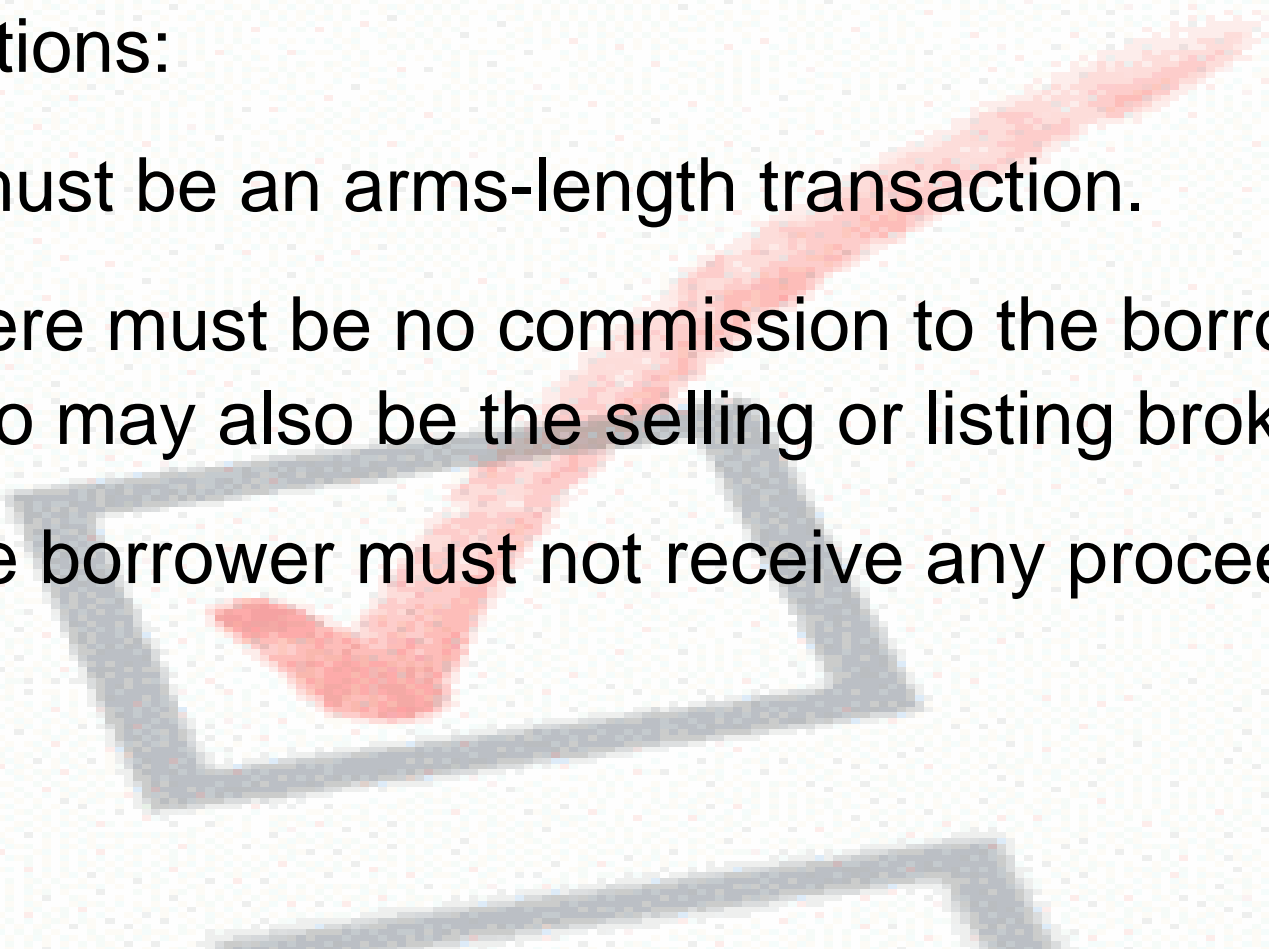 tions:
must be an arms-length transaction.
ere must be no commission to the borro
o may also be the selling or listing brok
e borrower must not receive any procee